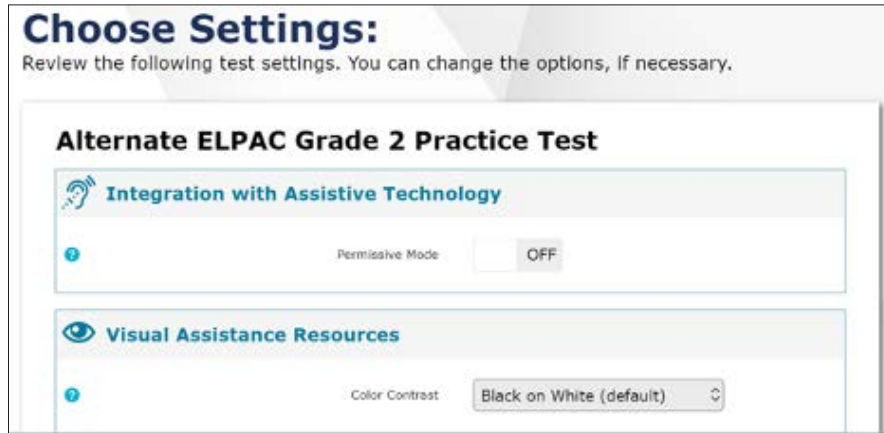 Choose Settings:
Review the following test settings. You can change the options, if necessary.
Alternate ELPAC Grade 2 Practice Test
Integration with Assistive Technology
? Permissive Mode OFF
Visual Assistance Resources
? Color Contrast Black on White (default)